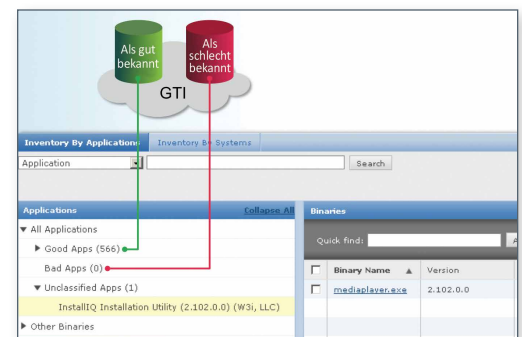 Als gut
bekannt
Als
schlecht
bekannt
GTI
Inventory By Applications
Inventory By Systems
Application
Search
Applications
Collapse All
All Applications
Good Apps (566)
Bad Apps (0)
Unclassified Apps (1)
InstallIQ Installation Utility (2.102.0.0) (W3i, LLC)
Other Binaries
Binaries
Quick find:
Binary Name
Version
mediaplayer.exe
2.102.0.0